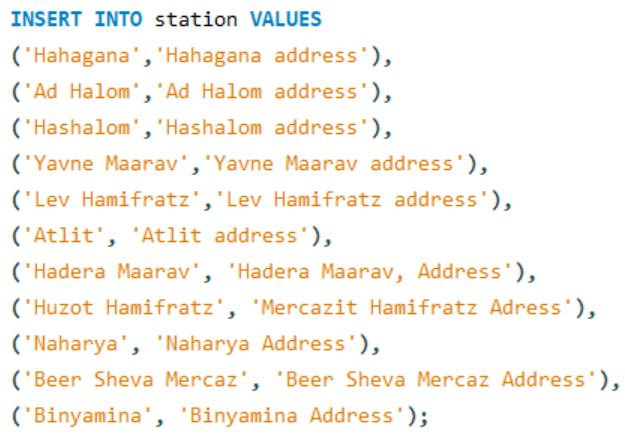 INSERT INTO station VALUES
('Hahagana','Hahagana address'),
('Ad Halom','Ad Halom address'),
('Hashalom','Hashalom address'),
('Yavne Maarav','Yavne Maarav address'),
('Lev Hamifratz','Lev Hamifratz address'),
('Atlit', 'Atlit address'),
('Hadera Maarav', 'Hadera Maarav, Address'),
('Huzot Hamifratz', 'Mercazit Hamifratz Adress'),
('Naharya', 'Naharya Address'),
('Beer Sheva Mercaz', 'Beer Sheva Mercaz Address'),
('Binyamina', 'Binyamina Address');